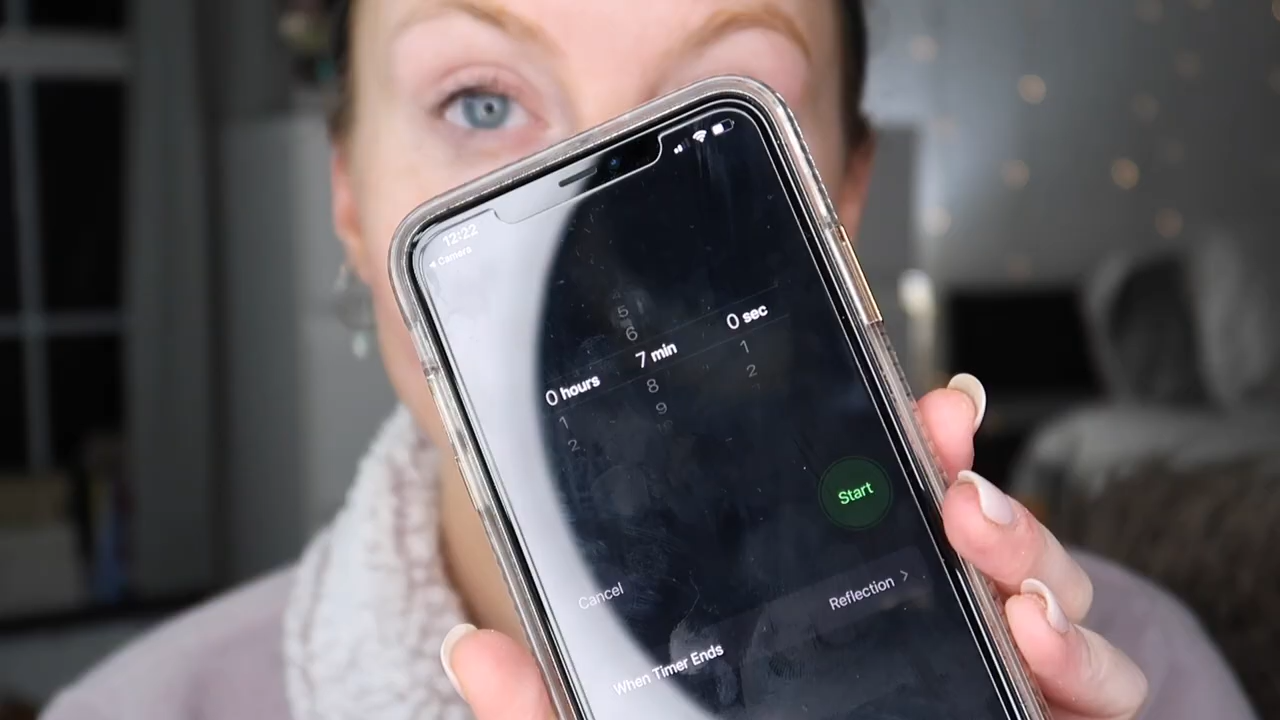 12:22
◀ Camera
5
6
0 hours 7 min 0 sec
1 8 1
2 9 2
Cancel Start
When Timer Ends Reflection >